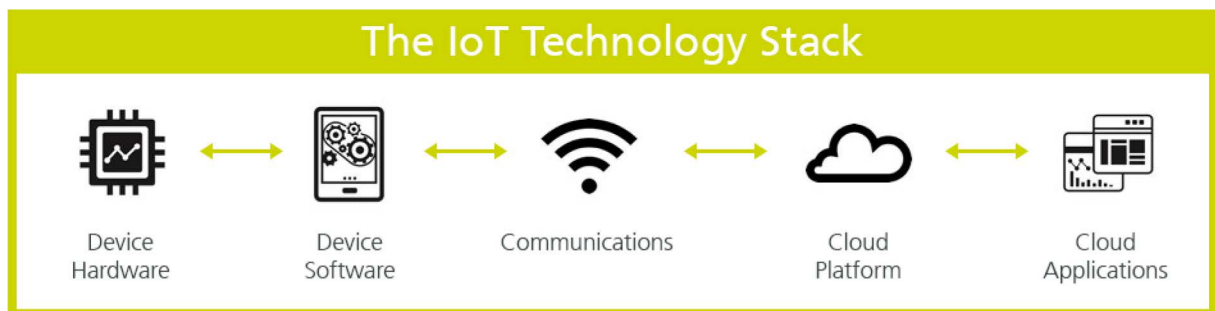 The IoT Technology Stack
Device
Hardware
Device
Software
Communications
Cloud
Platform
Cloud
Applications